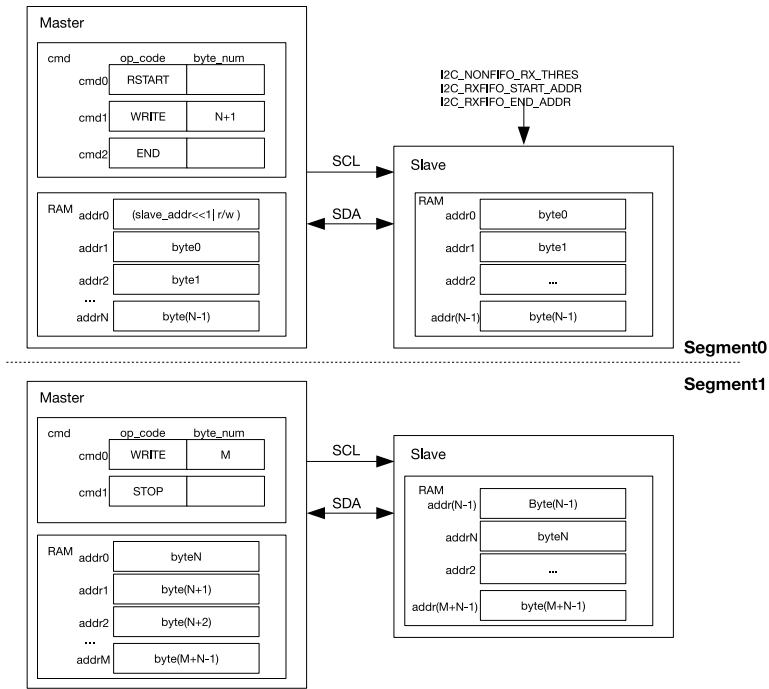 Master
cmd op_code byte_num
cmd0 RSTART
cmd1 WRITE N+1
cmd2 END
RAM
addr0 (slave_addr<<1| r/w )
addr1 byte0
addr2 byte1
...
addrN byte(N-1)
SCL
SDA
I2C_NONFIFO_RX_THRES
I2C_RXFIFO_START_ADDR
I2C_RXFIFO_END_ADDR
Slave
RAM
addr0 byte0
addr1 byte1
addr2 ...
addr(N-1) byte(N-1)
Segment0
Segment1
Master
cmd op_code byte_num
cmd0 WRITE M
cmd1 STOP
RAM
addr0 byteN
addr1 byte(N+1)
addr2 byte(N+2)
...
addrM byte(M+N-1)
SCL
SDA
Slave
RAM
addr(N-1) Byte(N-1)
addrN byteN
addr2 ...
addr(M+N-1) byte(M+N-1)